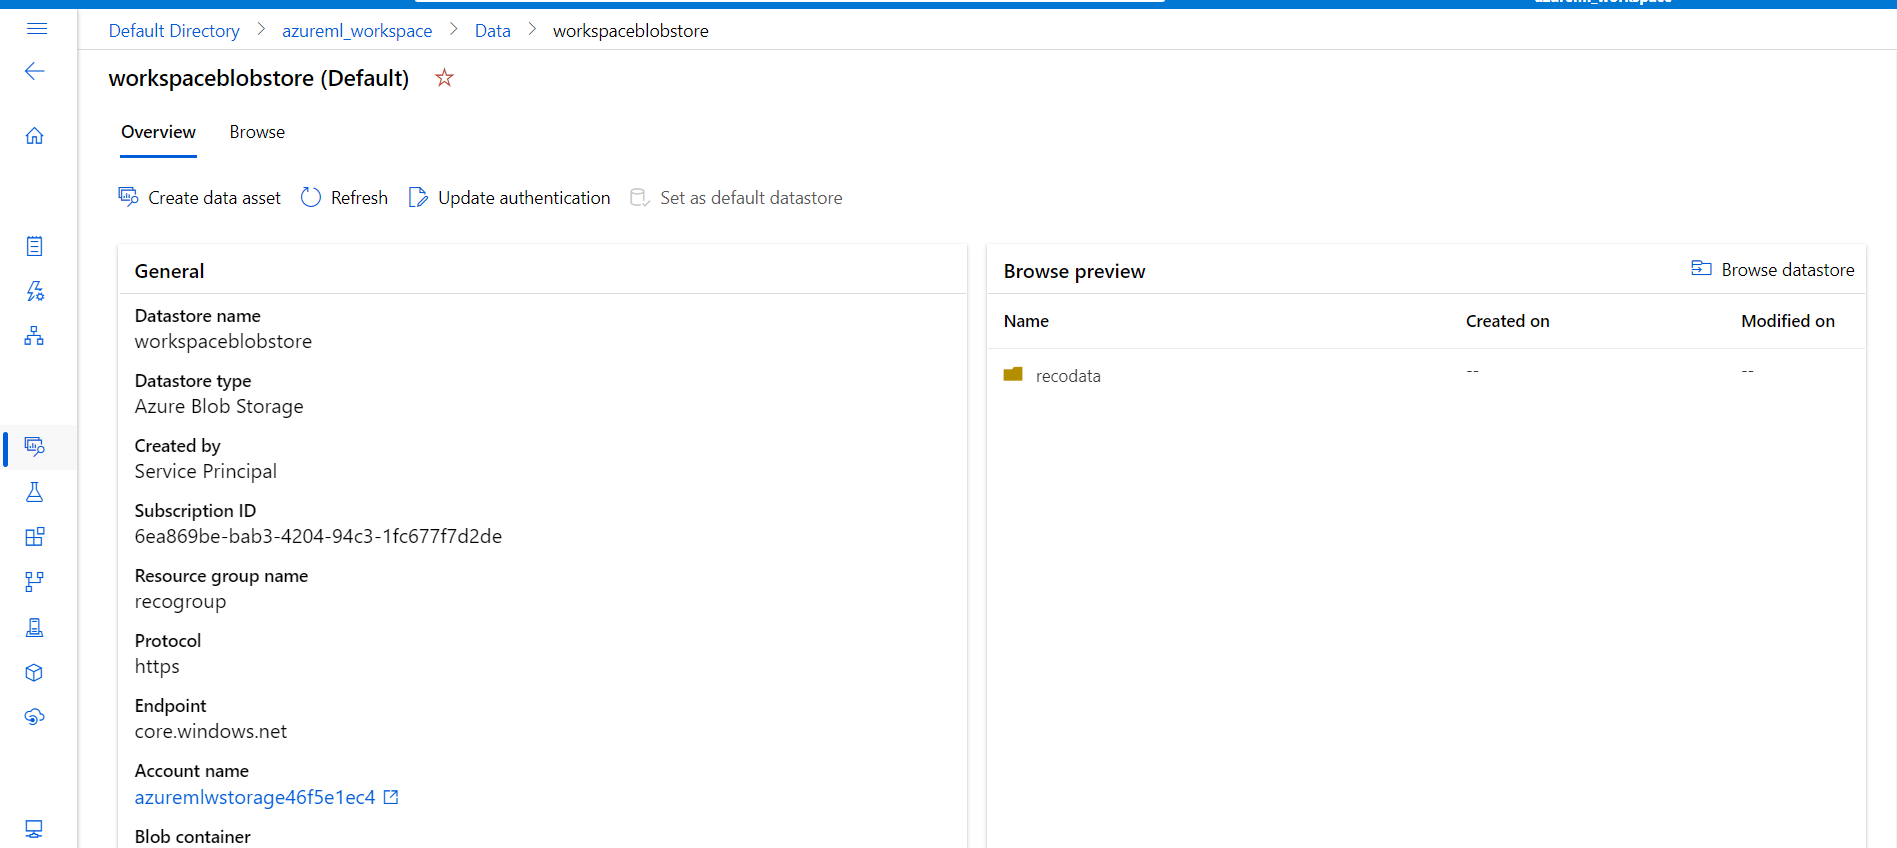 azureml_workspace
Default Directory > azureml_workspace > Data > workspaceblobstore
workspaceblobstore (Default)
Overview Browse
Create data asset Refresh Update authentication Set as default datastore
General
Datastore name
workspaceblobstore
Datastore type
Azure Blob Storage
Created by
Service Principal
Subscription ID
6ea869be-bab3-4204-94c3-1fc677f7d2de
Resource group name
recogroup
Protocol
https
Endpoint
core.windows.net
Account name
azuremlwstorage46f5e1ec4
Blob container
Browse preview Browse datastore
Name Created on Modified on
recodata -- --